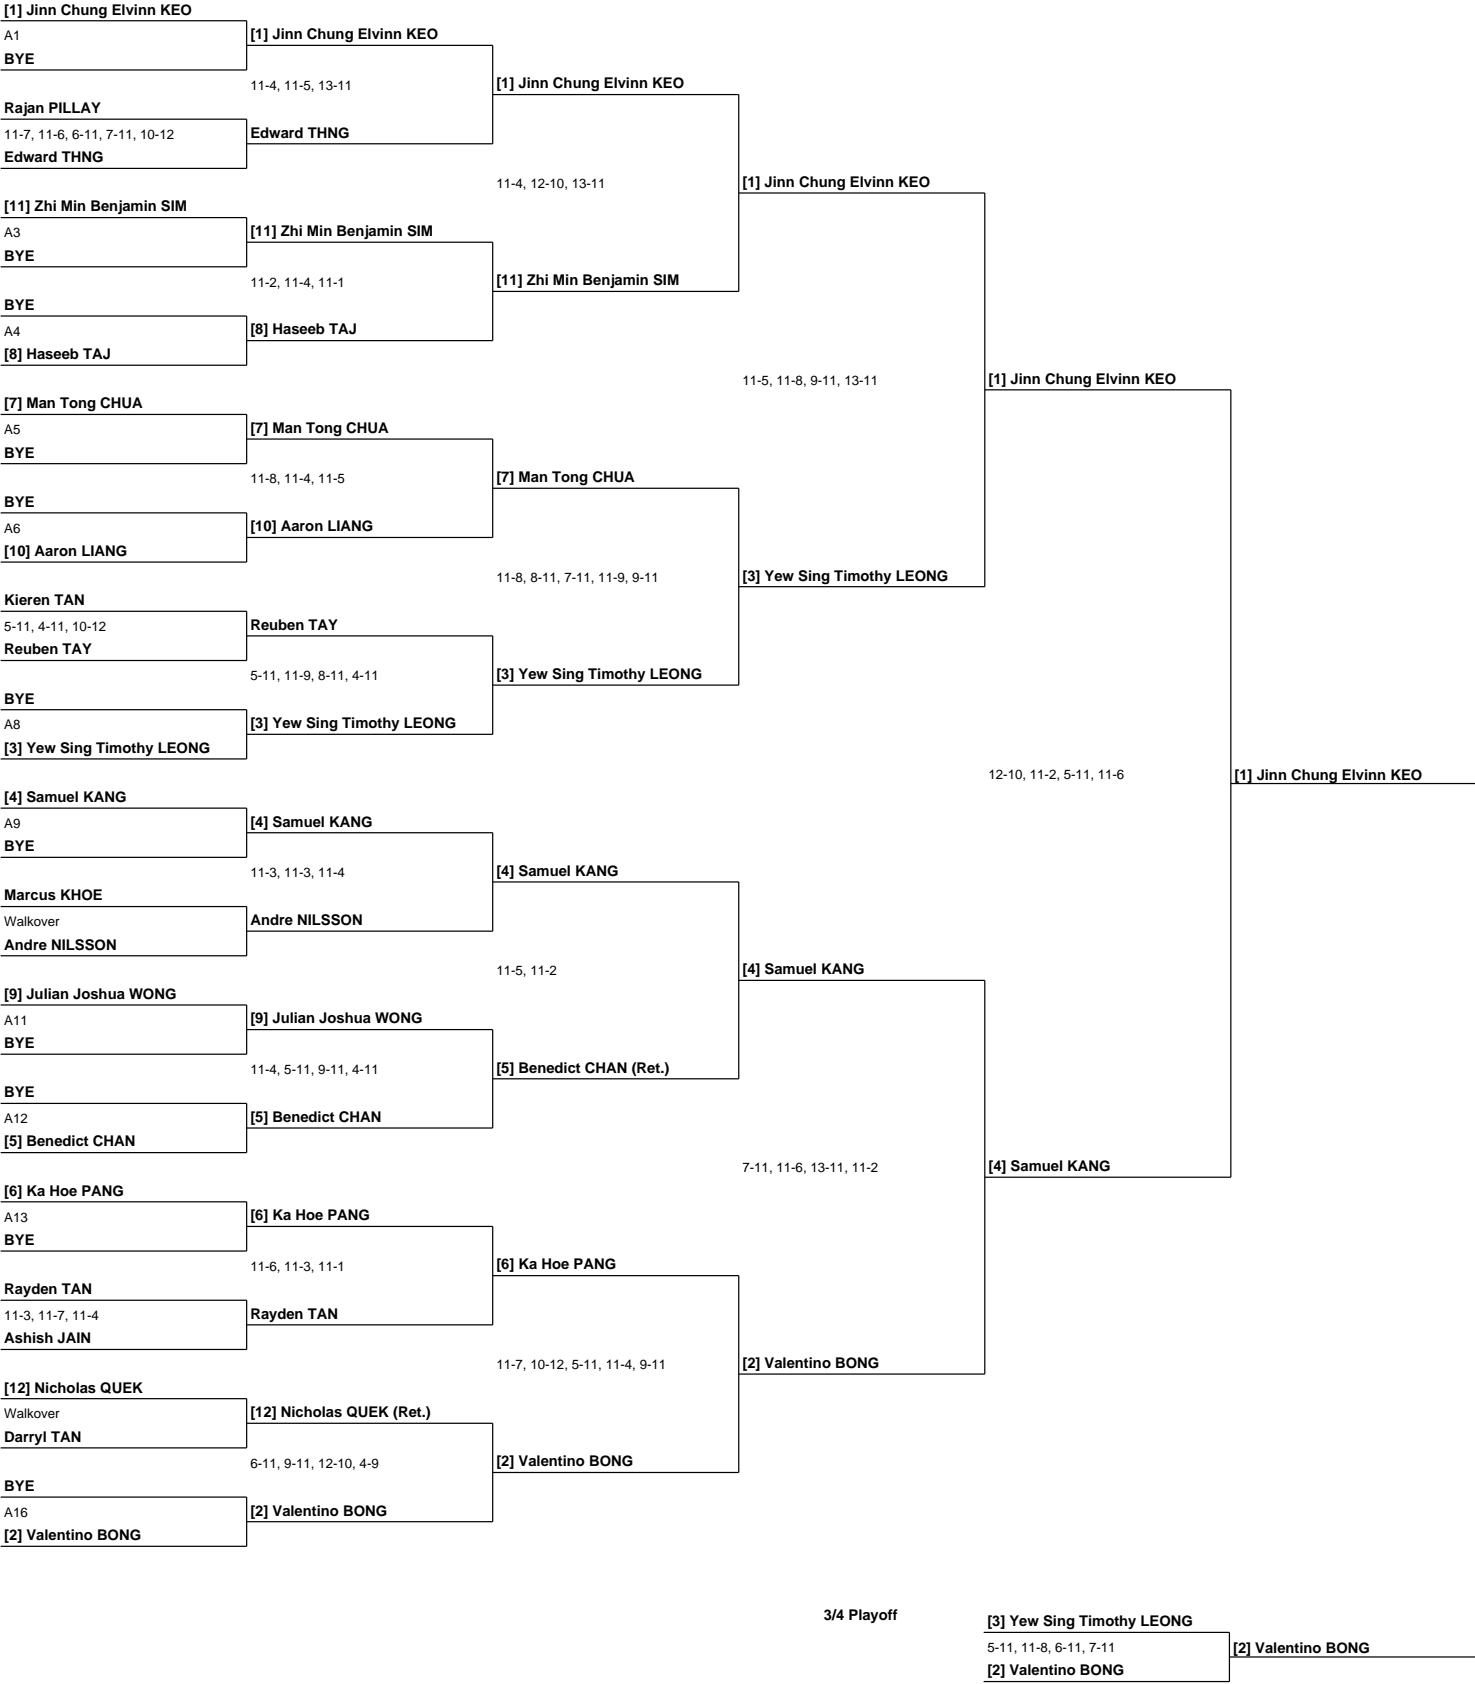 [1] Jinn Chung Elvinn KEO
A1
BYE
Rajan PILLAY
11-7, 11-6, 6-11, 7-11, 10-12
Edward THNG
[11] Zhi Min Benjamin SIM
A3
BYE
BYE
A4
[8] Haseeb TAJ
[7] Man Tong CHUA
A5
BYE
BYE
A6
[10] Aaron LIANG
Kieren TAN
5-11, 4-11, 10-12
Reuben TAY
BYE
A8
[3] Yew Sing Timothy LEONG
[4] Samuel KANG
A9
BYE
Marcus KHOE
Walkover
Andre NILSSON
[9] Julian Joshua WONG
A11
BYE
BYE
A12
[5] Benedict CHAN
[6] Ka Hoe PANG
A13
BYE
Rayden TAN
11-3, 11-7, 11-4
Ashish JAIN
[12] Nicholas QUEK
Walkover
Darryl TAN
BYE
A16
[2] Valentino BONG
[1] Jinn Chung Elvinn KEO
11-4, 11-5, 13-11
Edward THNG
[11] Zhi Min Benjamin SIM
11-2, 11-4, 11-1
[8] Haseeb TAJ
[7] Man Tong CHUA
11-8, 11-4, 11-5
[10] Aaron LIANG
Reuben TAY
5-11, 11-9, 8-11, 4-11
[3] Yew Sing Timothy LEONG
[4] Samuel KANG
11-3, 11-3, 11-4
Andre NILSSON
[9] Julian Joshua WONG
11-4, 5-11, 9-11, 4-11
[5] Benedict CHAN
[6] Ka Hoe PANG
11-6, 11-3, 11-1
Rayden TAN
[12] Nicholas QUEK (Ret.)
6-11, 9-11, 12-10, 4-9
[2] Valentino BONG
[1] Jinn Chung Elvinn KEO
11-4, 12-10, 13-11
[11] Zhi Min Benjamin SIM
[7] Man Tong CHUA
11-8, 8-11, 7-11, 11-9, 9-11
[3] Yew Sing Timothy LEONG
[4] Samuel KANG
11-5, 11-2
[5] Benedict CHAN (Ret.)
[6] Ka Hoe PANG
11-7, 10-12, 5-11, 11-4, 9-11
[2] Valentino BONG
[1] Jinn Chung Elvinn KEO
11-5, 11-8, 9-11, 13-11
[3] Yew Sing Timothy LEONG
[4] Samuel KANG
7-11, 11-6, 13-11, 11-2
[2] Valentino BONG
[1] Jinn Chung Elvinn KEO
12-10, 11-2, 5-11, 11-6
[4] Samuel KANG
[1] Jinn Chung Elvinn KEO
3/4 Playoff
[3] Yew Sing Timothy LEONG
5-11, 11-8, 6-11, 7-11
[2] Valentino BONG
[2] Valentino BONG